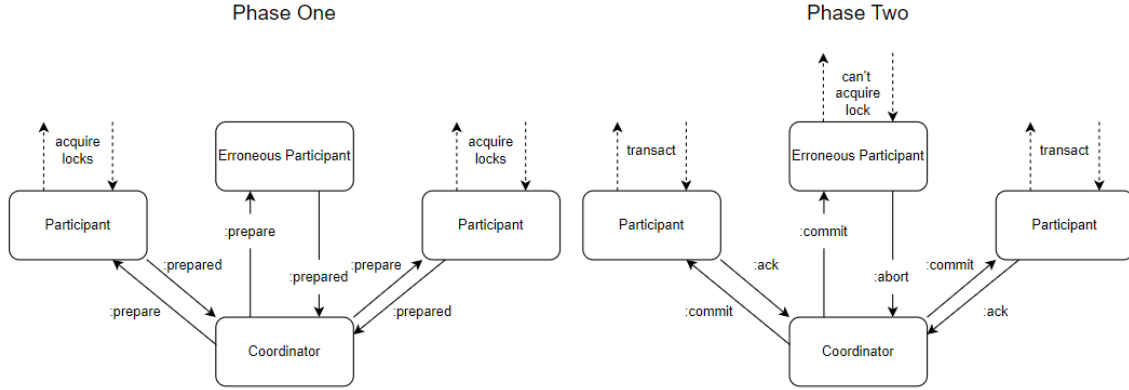 Phase One
Phase Two
acquire
locks
Erroneous Participant
acquire
locks
Participant
Participant
:prepare
:prepared
:prepared
:prepare
:prepare
:prepared
Coordinator
can't
acquire
lock
transact
Erroneous Participant
transact
Participant
Participant
:commit
:ack
:abort
:commit
:commit
:ack
Coordinator